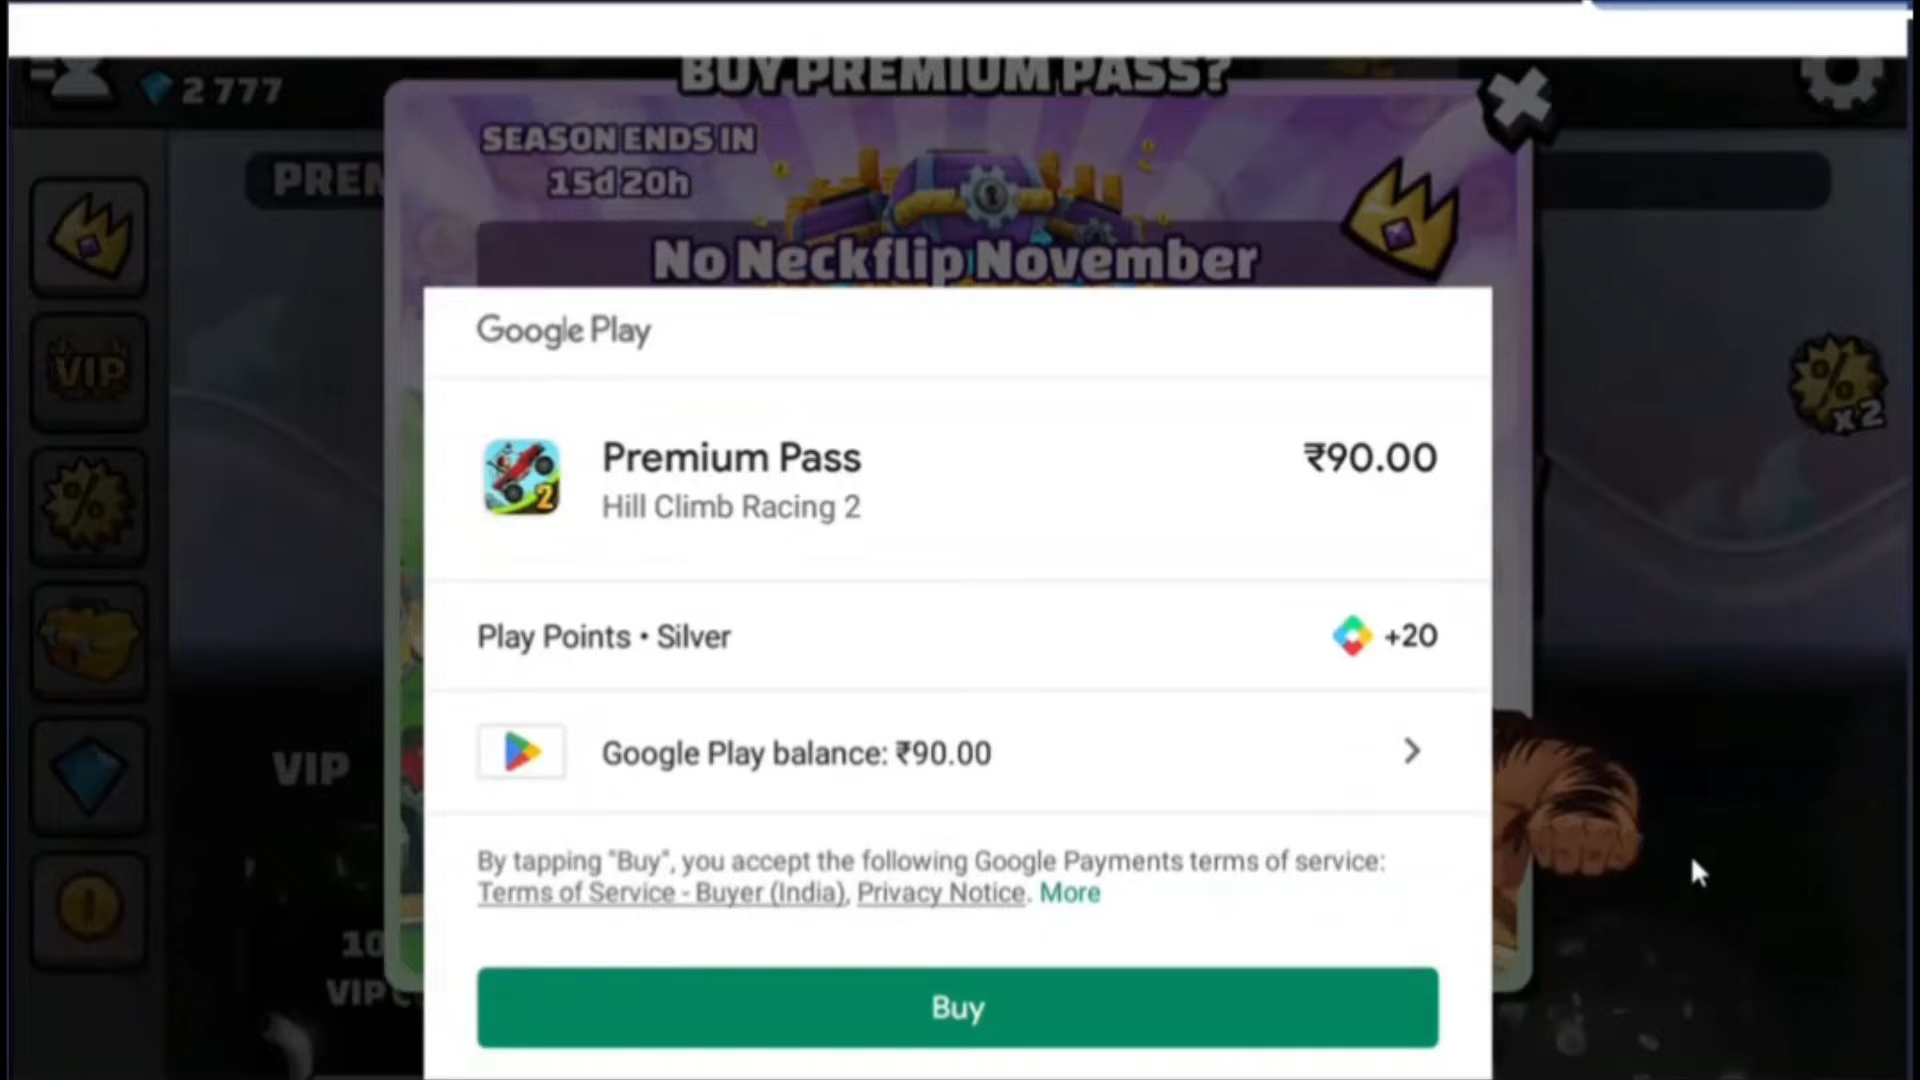 BUY PREMIUM PASS?
2 777
SEASON ENDS IN
15d 20h
PREM
No Neckflip November
VIP
x2
Google Play
Premium Pass
₹90.00
Hill Climb Racing 2
2
Play Points • Silver
+20
Google Play balance: ₹90.00
VIP
By tapping "Buy", you accept the following Google Payments terms of service:
Terms of Service - Buyer (India), Privacy Notice. More
10
VIP
Buy